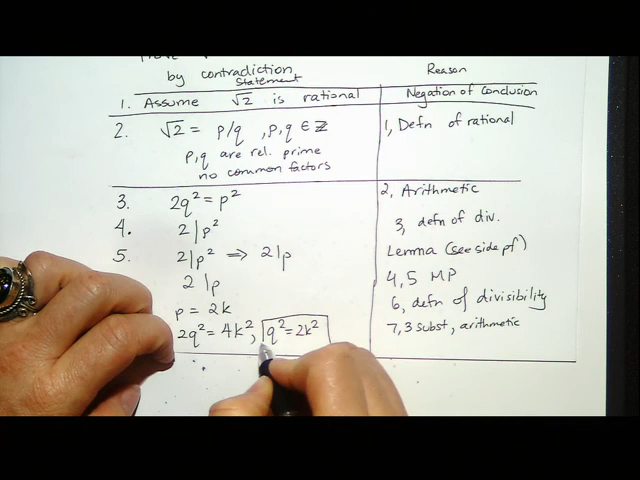 by contradiction
Statement
Reason
1. Assume √2 is rational
Negation of Conclusion
2. √2 = p/q , p,q ∈ ℤ
1, Defn of rational
p,q are rel. prime
no common factors
3. 2q² = p²
2, Arithmetic
4. 2|p²
3, defn of div.
5. 2|p² ⟹ 2|p
Lemma (see side pf)
2|p
4,5 MP
p = 2k
6, defn of divisibility
2q² = 4k², q² = 2k²
7, 3 subst, arithmetic